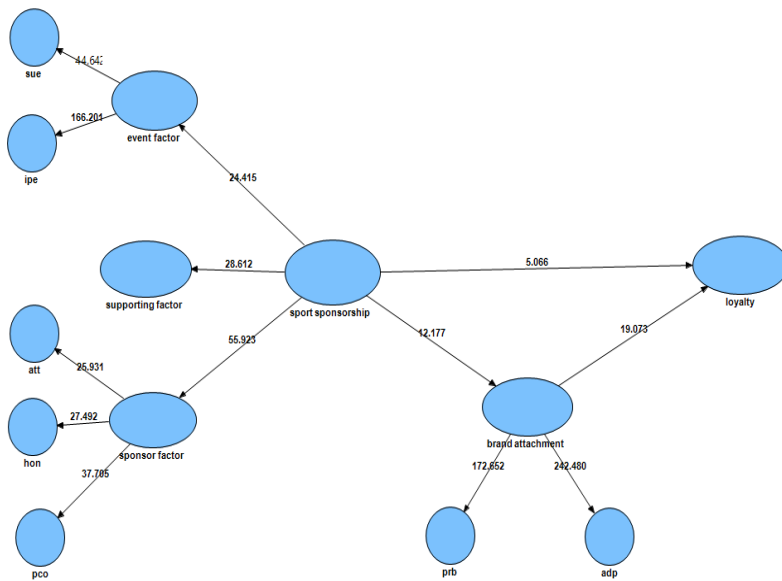 sue
44.642
event factor
166.201
ipe
24.415
supporting factor
28.612
sport sponsorship
5.066
loyalty
att
25.931
55.923
12.177
19.073
hon
27.492
sponsor factor
37.705
pco
brand attachment
172.652
242.480
prb
adp